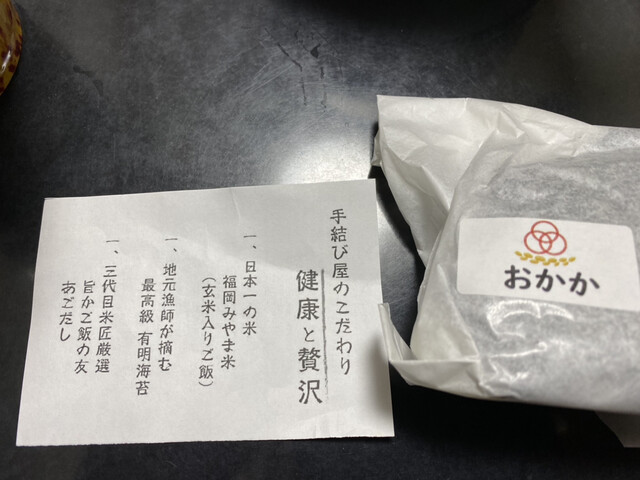 手結び屋のこだわり
健康と贅沢
一、日本一の米
福岡みやま米
(玄米入りご飯)
一、地元漁師が摘む
最高級 有明海苔
一、三代目米匠厳選
旨かご飯の友
あごだし
おかか